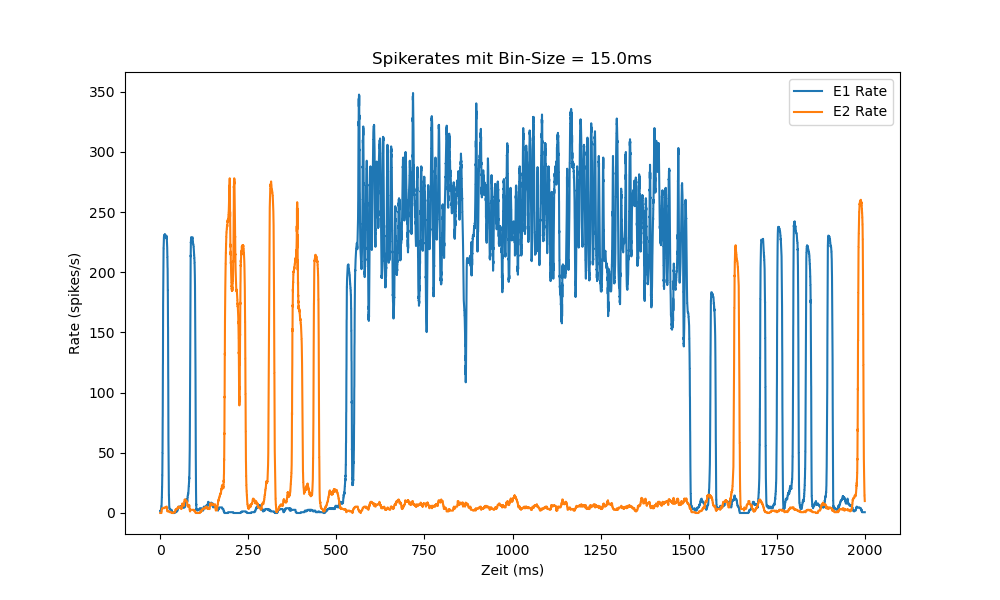 Spikerates mit Bin-Size = 15.0ms
E1 Rate
E2 Rate
350
300
250
200
150
100
50
0
Rate (spikes/s)
0 250 500 750 1000 1250 1500 1750 2000
Zeit (ms)